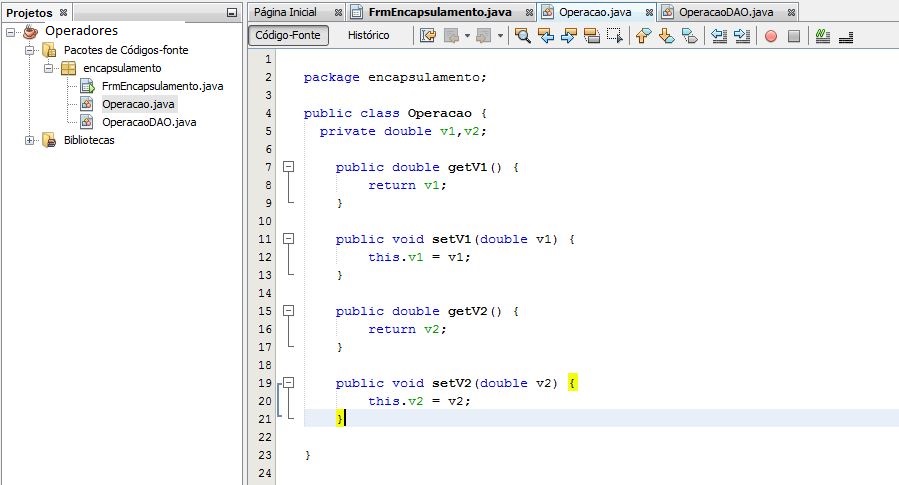 Projetos
Operadores
Pacotes de Códigos-fonte
encapsulamento
FrmEncapsulamento.java
Operacao.java
OperacaoDAO.java
Bibliotecas
Página Inicial FrmEncapsulamento.java Operacao.java OperacaoDAO.java
Código-Fonte Histórico
1
2 package encapsulamento;
3
4 public class Operacao {
5 private double v1,v2;
6
7 public double getV1() {
8 return v1;
9 }
10
11 public void setV1(double v1) {
12 this.v1 = v1;
13 }
14
15 public double getV2() {
16 return v2;
17 }
18
19 public void setV2(double v2) {
20 this.v2 = v2;
21 }
22
23 }
24